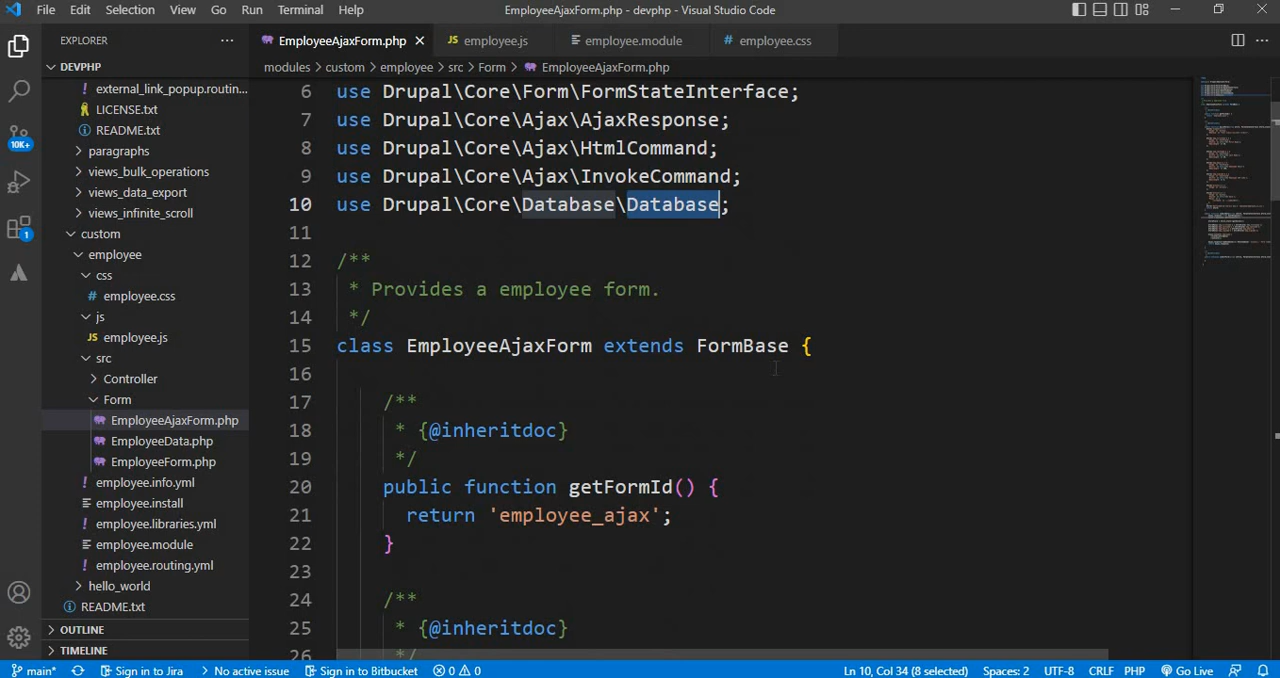 File Edit Selection View Go Run Terminal Help EmployeeAjaxForm.php - devphp - Visual Studio Code
EXPLORER ...
EmployeeAjaxForm.php
JS employee.js
employee.module
# employee.css
DEVPHP
modules > custom > employee > src > Form > EmployeeAjaxForm.php
! external_link_popup.routin...
LICENSE.txt
README.txt
paragraphs
views_bulk_operations
views_data_export
views_infinite_scroll
custom
employee
css
# employee.css
js
JS employee.js
src
Controller
Form
EmployeeAjaxForm.php
EmployeeData.php
EmployeeForm.php
! employee.info.yml
employee.install
! employee.libraries.yml
employee.module
! employee.routing.yml
hello_world
README.txt
OUTLINE
TIMELINE
10K+
1
6 use Drupal\Core\Form\FormStateInterface;
7 use Drupal\Core\Ajax\AjaxResponse;
8 use Drupal\Core\Ajax\HtmlCommand;
9 use Drupal\Core\Ajax\InvokeCommand;
10 use Drupal\Core\Database\Database;
11
12 /**
13 * Provides a employee form.
14 */
15 class EmployeeAjaxForm extends FormBase {
16
17 /**
18 * {@inheritdoc}
19 */
20 public function getFormId() {
21 return 'employee_ajax';
22 }
23
24 /**
25 * {@inheritdoc}
26 */
main* Sign in to Jira No active issue Sign in to Bitbucket 0 0 Ln 10, Col 34 (8 selected) Spaces: 2 UTF-8 CRLF PHP Go Live